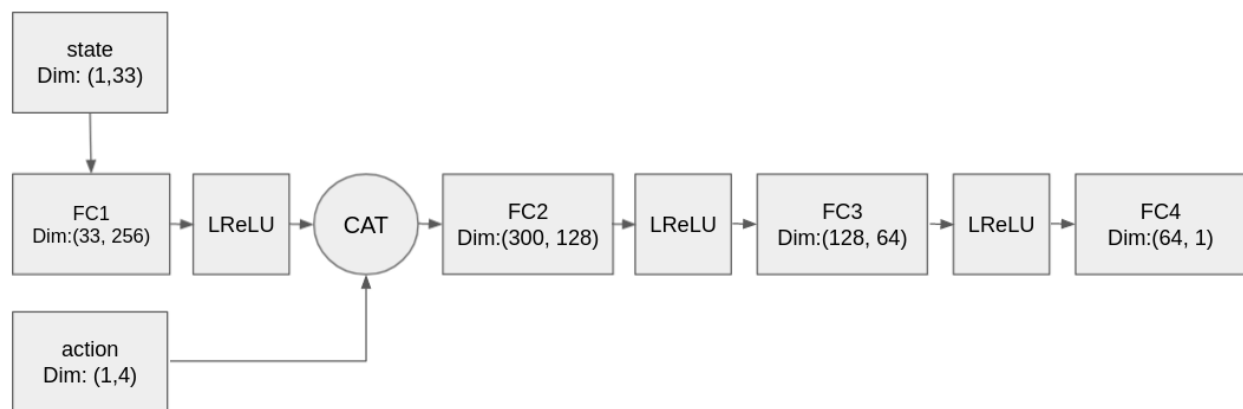 state
Dim: (1,33)
FC1
Dim:(33, 256)
LReLU
CAT
FC2
Dim:(300, 128)
LReLU
FC3
Dim:(128, 64)
LReLU
FC4
Dim:(64, 1)
action
Dim: (1,4)